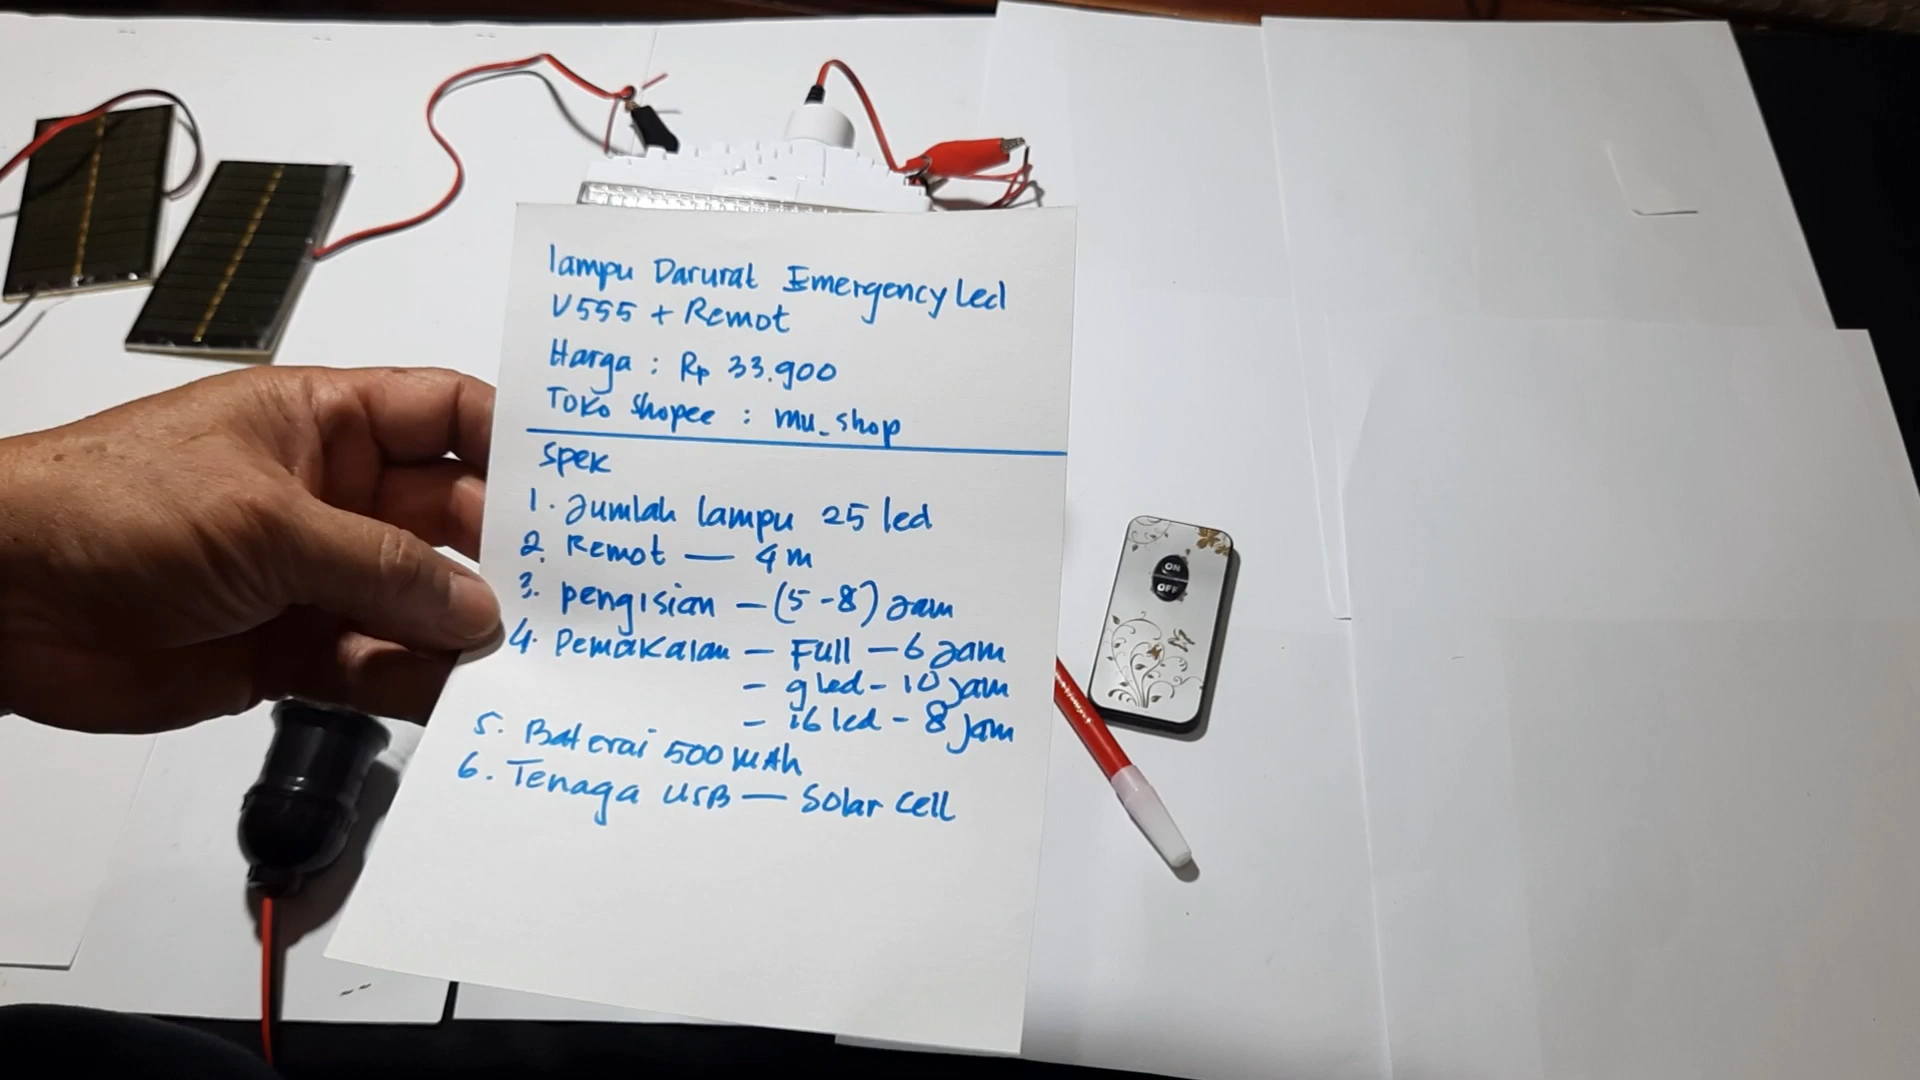 lampu Darurat Emergency Led
V555 + Remot
Harga : Rp 33.900
Toko shopee : mu_shop
Spek
1. Jumlah lampu 25 led
2. Remot — 4 m
3. pengisian — (5 - 8) Jam
4. Pemakaian — Full — 6 Jam
- 9 led - 10 jam
- 16 led - 8 jam
5. Baterai 500 mAh
6. Tenaga USB — Solar cell
ON
OFF